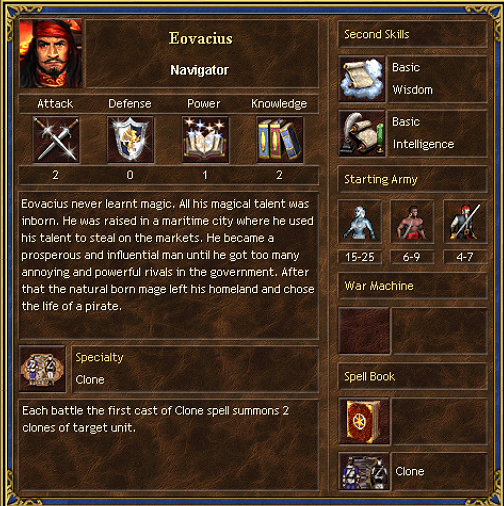 Eovacius
Navigator
Attack Defense Power Knowledge
2 0 1 2
Eovacius never learnt magic. All his magical talent was
inborn. He was raised in a maritime city where he used
his talent to steal on the markets. He became a
prosperous and influential man until he got too many
annoying and powerful rivals in the government. After
that the natural born mage left his homeland and chose
the life of a pirate.
Specialty
Clone
Each battle the first cast of Clone spell summons 2
clones of target unit.
Second Skills
Basic
Wisdom
Basic
Intelligence
Starting Army
15-25 6-9 4-7
War Machine
Spell Book
Clone